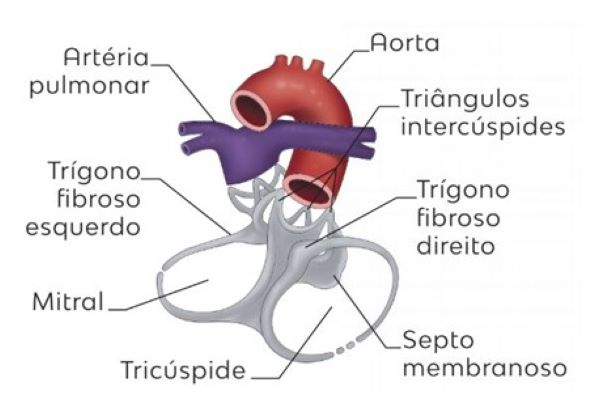 Artéria
pulmonar
Aorta
Triângulos
intercúspides
Trígono
fibroso
esquerdo
Trígono
fibroso
direito
Mitral
Tricúspide
Septo
membranoso